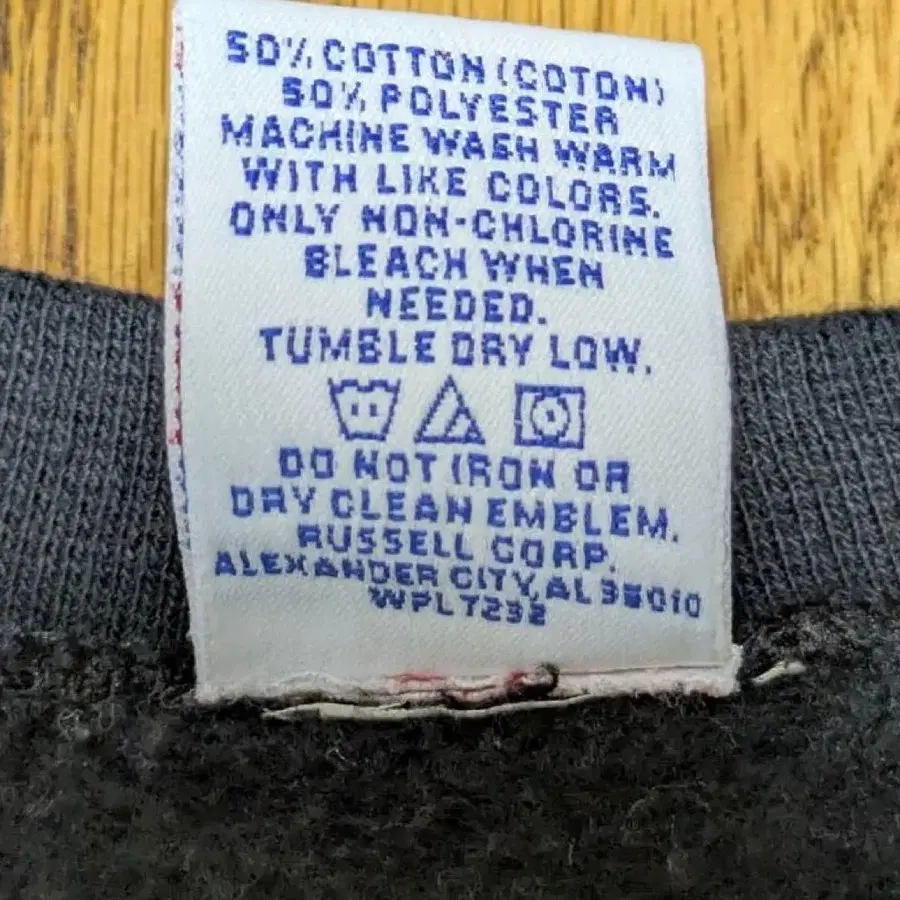 50% COTTON (COTON)
50% POLYESTER
MACHINE WASH WARM
WITH LIKE COLORS.
ONLY NON-CHLORINE
BLEACH WHEN
NEEDED.
TUMBLE DRY LOW.
DO NOT IRON OR
DRY CLEAN EMBLEM.
RUSSELL CORP.
ALEXANDER CITY, AL 35010
WPL 7232